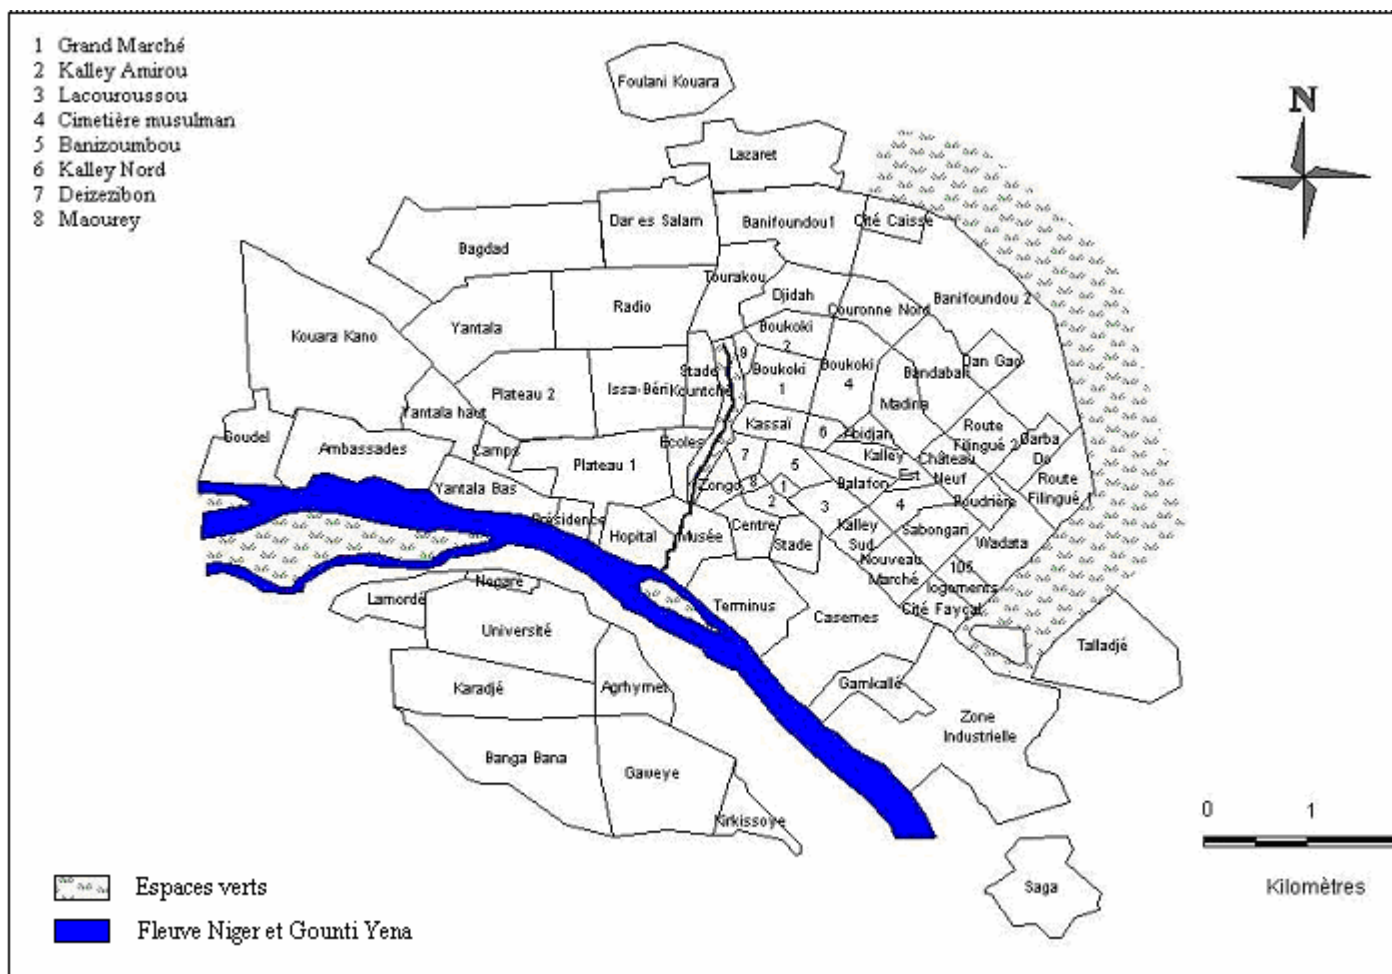 1 Grand Marché
2 Kalley Amirou
3 Lacouroussou
4 Cimetière musulman
5 Banizoumbou
6 Kalley Nord
7 Deizezibon
8 Maourey
N
Foulani Kouara
Lazaret
Dar es Salam
Banifoundou1
Cité Caisse
Bagdad
Tourakou
Djidah
Couronne Nord
Banifoundou 2
Kouara Kano
Yantala
Radio
Boukoki
2
9
Stade
Kountché
Boukoki
1
Boukoki
4
Bandabari
Dan Gao
Plateau 2
Issa-Béri
Madina
Yantala haut
Kassaï
6
Abidjan
Route
Filingué 2
Garba
Do
Goudel
Ambassades
Camps
Plateau 1
Ecoles
7
5
Kalley
Est
Château
Neuf
Route
Filingué 1
Yantala Bas
Zongo
8
1
Balafon
4
Poudrière
Présidence
Hopital
Musée
Centre
2
3
Stade
Kalley
Sud
Sabongari
Wadata
Nouveau
Marché
105
logements
Cité Fayçal
Nogaré
Lamordé
Université
Terminus
Casernes
Talladjé
Karadjé
Agrhymet
Gamkallé
Zone
Industrielle
Banga Bana
Gaweye
Kirkissoye
Saga
0 1
Kilomètres
Espaces verts
Fleuve Niger et Gounti Yena